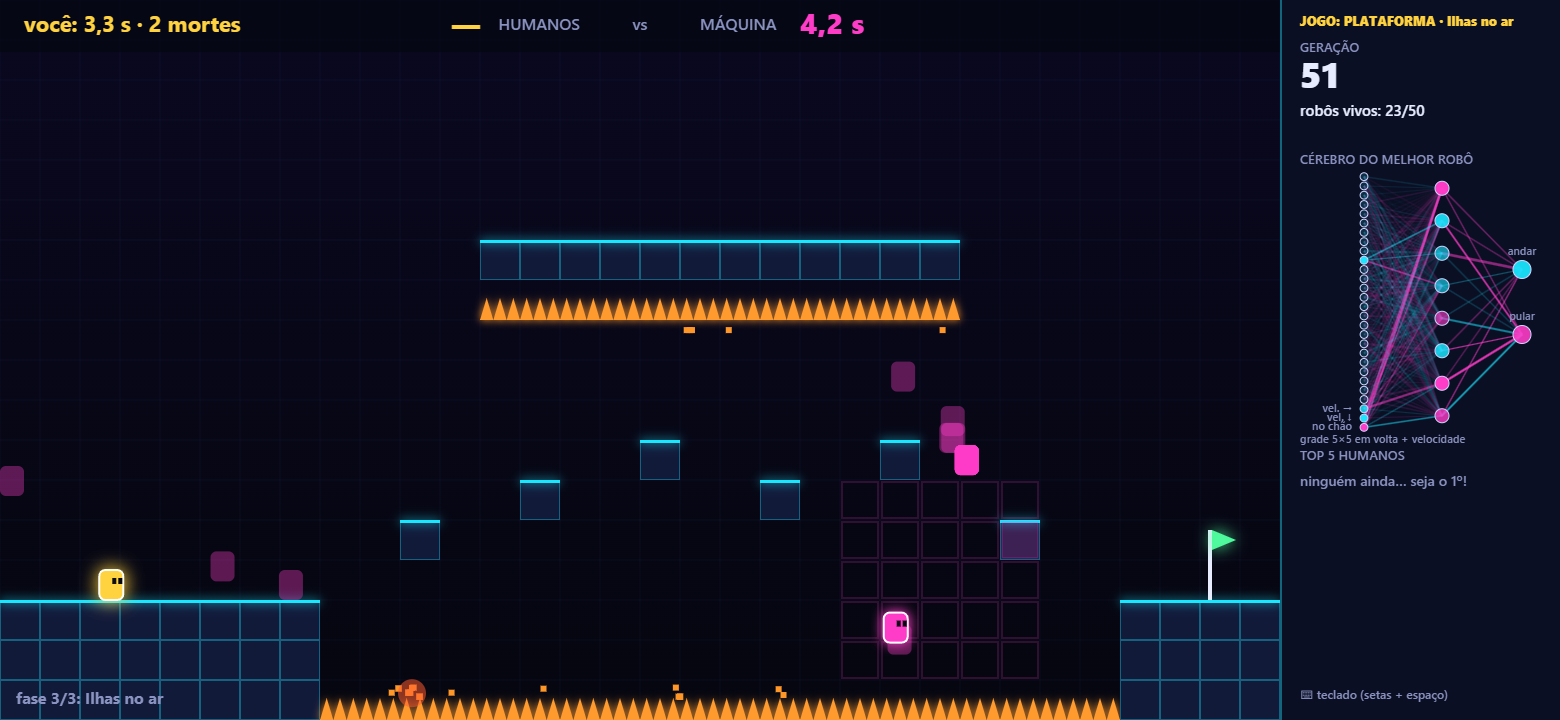 você: 3,3 s · 2 mortes
— HUMANOS vs MÁQUINA 4,2 s
JOGO: PLATAFORMA · Ilhas no ar
GERAÇÃO
51
robôs vivos: 23/50
CÉREBRO DO MELHOR ROBÔ
andar
pular
vel. →
vel. ↓
no chão
grade 5×5 em volta + velocidade
TOP 5 HUMANOS
ninguém ainda... seja o 1º!
fase 3/3: Ilhas no ar
⌨ teclado (setas + espaço)